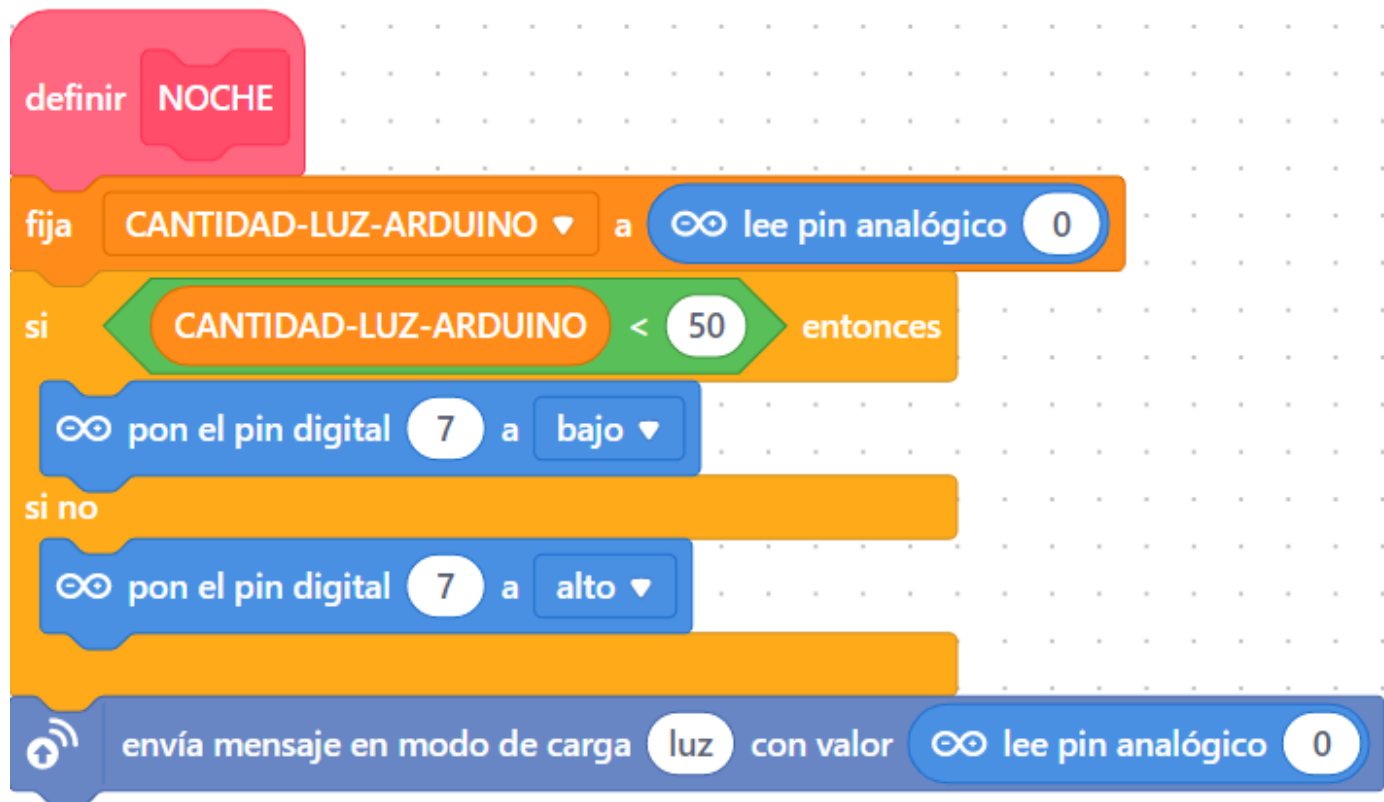 definir NOCHE
fija CANTIDAD-LUZ-ARDUINO a lee pin analógico 0
si CANTIDAD-LUZ-ARDUINO < 50 entonces
pon el pin digital 7 a bajo
si no
pon el pin digital 7 a alto
envía mensaje en modo de carga luz con valor lee pin analógico 0